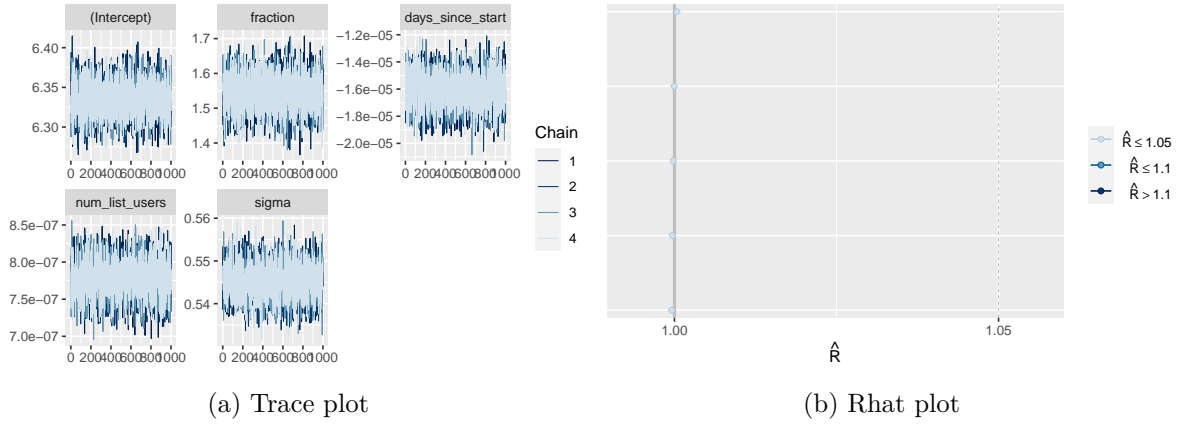 (Intercept)
fraction
days_since_start
6.40
6.35
6.30
1.7
1.6
1.5
1.4
−1.2e−05
−1.4e−05
−1.6e−05
−1.8e−05
−2.0e−05
0 200 400 600 800 1000
0 200 400 600 800 1000
0 200 400 600 800 1000
num_list_users
sigma
8.5e−07
8.0e−07
7.5e−07
7.0e−07
0.56
0.55
0.54
0 200 400 600 800 1000
0 200 400 600 800 1000
Chain
1
2
3
4
(a) Trace plot
1.00
1.05
R̂
R̂ ≤ 1.05
R̂ ≤ 1.1
R̂ > 1.1
(b) Rhat plot